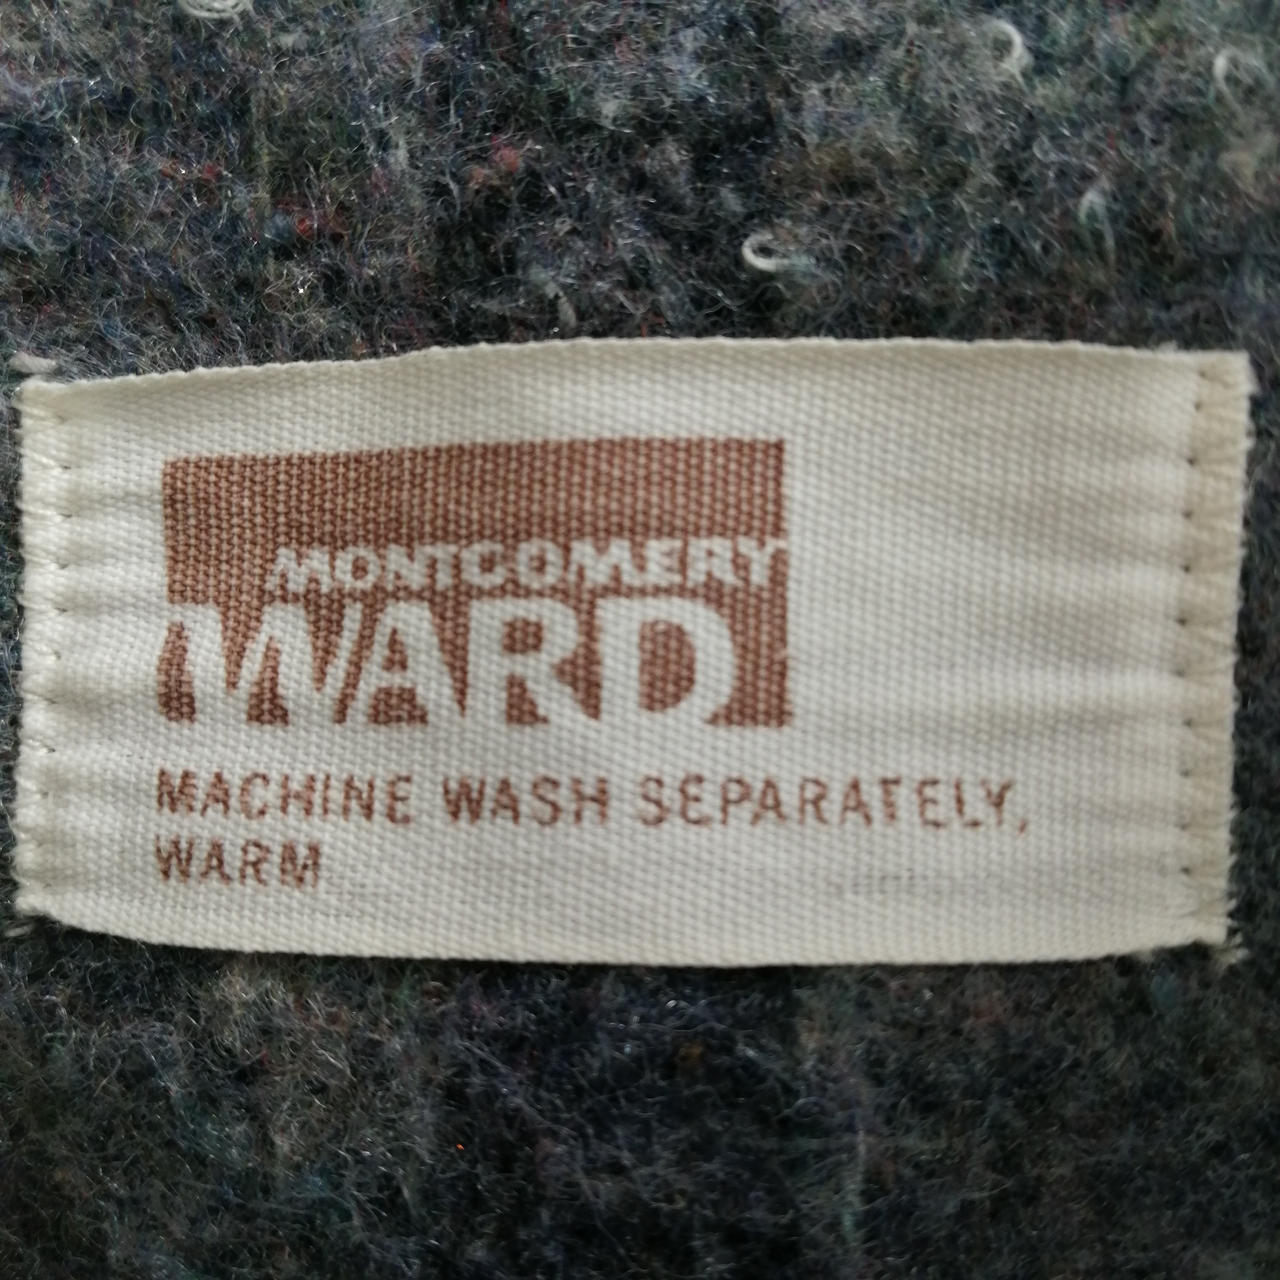 MONTGOMERY
WARD
MACHINE WASH SEPARATELY,
WARM